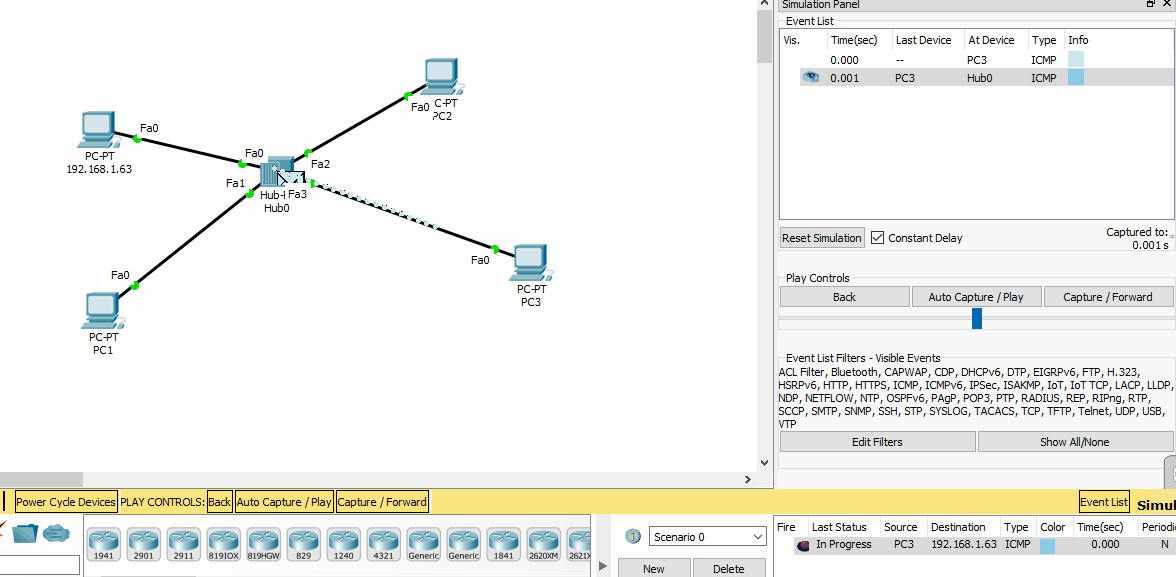 Simulation Panel
Event List
Vis. Time(sec) Last Device At Device Type Info
0.000 -- PC3 ICMP
0.001 PC3 Hub0 ICMP
Reset Simulation Constant Delay
Captured to:
0.001 s
Play Controls
Back Auto Capture / Play Capture / Forward
Event List Filters - Visible Events
ACL Filter, Bluetooth, CAPWAP, CDP, DHCPv6, DTP, EIGRPv6, FTP, H.323,
HSRPv6, HTTP, HTTPS, ICMP, ICMPv6, IPSec, ISAKMP, IoT, IoT TCP, LACP, LLDP,
NDP, NETFLOW, NTP, OSPFv6, PAgP, POP3, PTP, RADIUS, REP, RIPng, RTP,
SCCP, SMTP, SNMP, SSH, STP, SYSLOG, TACACS, TCP, TFTP, Telnet, UDP, USB,
VTP
Edit Filters Show All/None
Fa0
C-PT
PC2
Fa0
PC-PT
192.168.1.63
Fa0
Fa2
Fa1
Fa3
Hub-
Hub0
Fa0
PC-PT
PC3
Fa0
PC-PT
PC1
Power Cycle Devices PLAY CONTROLS: Back Auto Capture / Play Capture / Forward Event List Simul
1941 2901 2911 819IOX 819HGW 829 1240 4321 Generic Generic 1841 2620XM 2621X
Scenario 0
New Delete
Fire Last Status Source Destination Type Color Time(sec) Periodi
In Progress PC3 192.168.1.63 ICMP 0.000 N